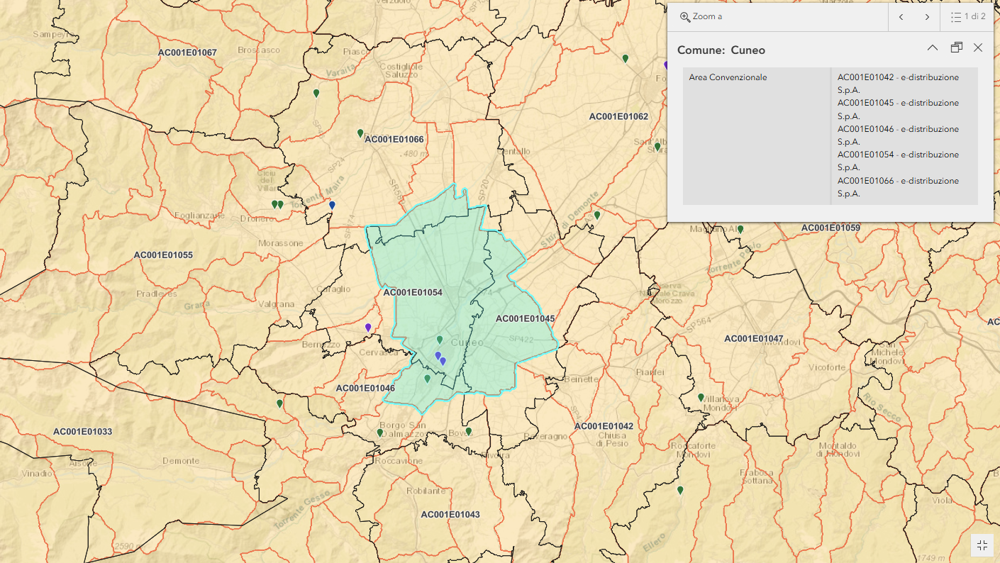 Zoom a
1 di 2
Comune: Cuneo
Area Convenzionale
AC001E01042 - e-distribuzione
S.p.A.
AC001E01045 - e-distribuzione
S.p.A.
AC001E01046 - e-distribuzione
S.p.A.
AC001E01054 - e-distribuzione
S.p.A.
AC001E01066 - e-distribuzione
S.p.A.
Sampeyre
AC001E01067
Brossasco
Piasco
Varaita
Costigliole
Saluzzo
AC001E01062
AC001E01066
480 m
Centallo
SP24
SP20
Torrente Maira
Stura di Demonte
Foglianzane
Dronero
SP174
Morassone
AC001E01059
Torrente Pesio
AC001E01055
Pradleves
Grana
Valgrana
Caraglio
AC001E01054
AC001E01045
SP422
SP564
AC001E01047
Mondovì
Bernezzo
Cervasca
Cuneo
San
Michele
Mondovì
Vicoforte
Pianfei
Beinette
AC001E01046
Villanova
Mondovì
Rio Secco
AC001E01033
Borgo San
Dalmazzo
Boves
Peveragno
AC001E01042
Chiusa
di Pesio
Roccaforte
Mondovì
Montaldo
di Mondovì
Vinadio
Demonte
Roccavione
Frabosa
Sottana
Robilante
Torrente Gesso
AC001E01043
Viola
Ellero
2590 m
1749 m